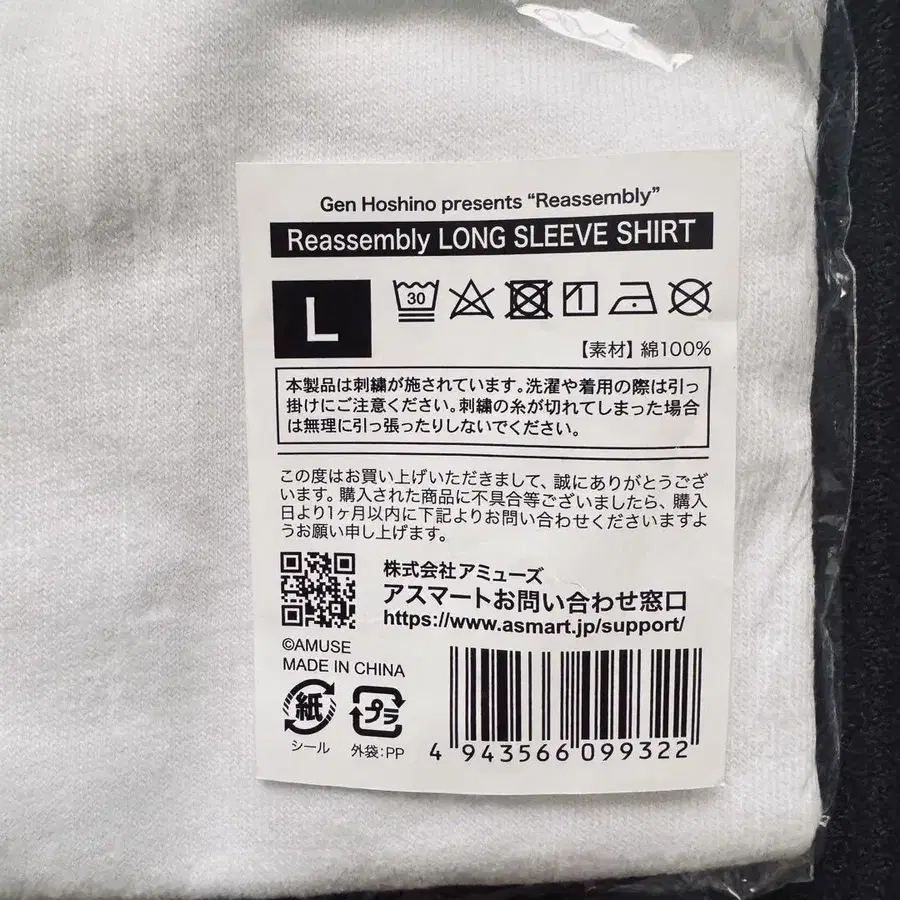 Gen Hoshino presents “Reassembly”
Reassembly LONG SLEEVE SHIRT
L
30
【素材】綿100%
本製品は刺繍が施されています。洗濯や着用の際は引っ
掛けにご注意ください。刺繍の糸が切れてしまった場合
は無理に引っ張ったりしないでください。
この度はお買い上げいただきまして、誠にありがとうござ
います。購入された商品に不具合等ございましたら、購入
日より1ヶ月以内に下記よりお問い合わせくださいますよ
うお願い申し上げます。
株式会社アミューズ
アスマートお問い合わせ窓口
https://www.asmart.jp/support/
©AMUSE
MADE IN CHINA
紙
プラ
シール
外袋:PP
4 943566 099322